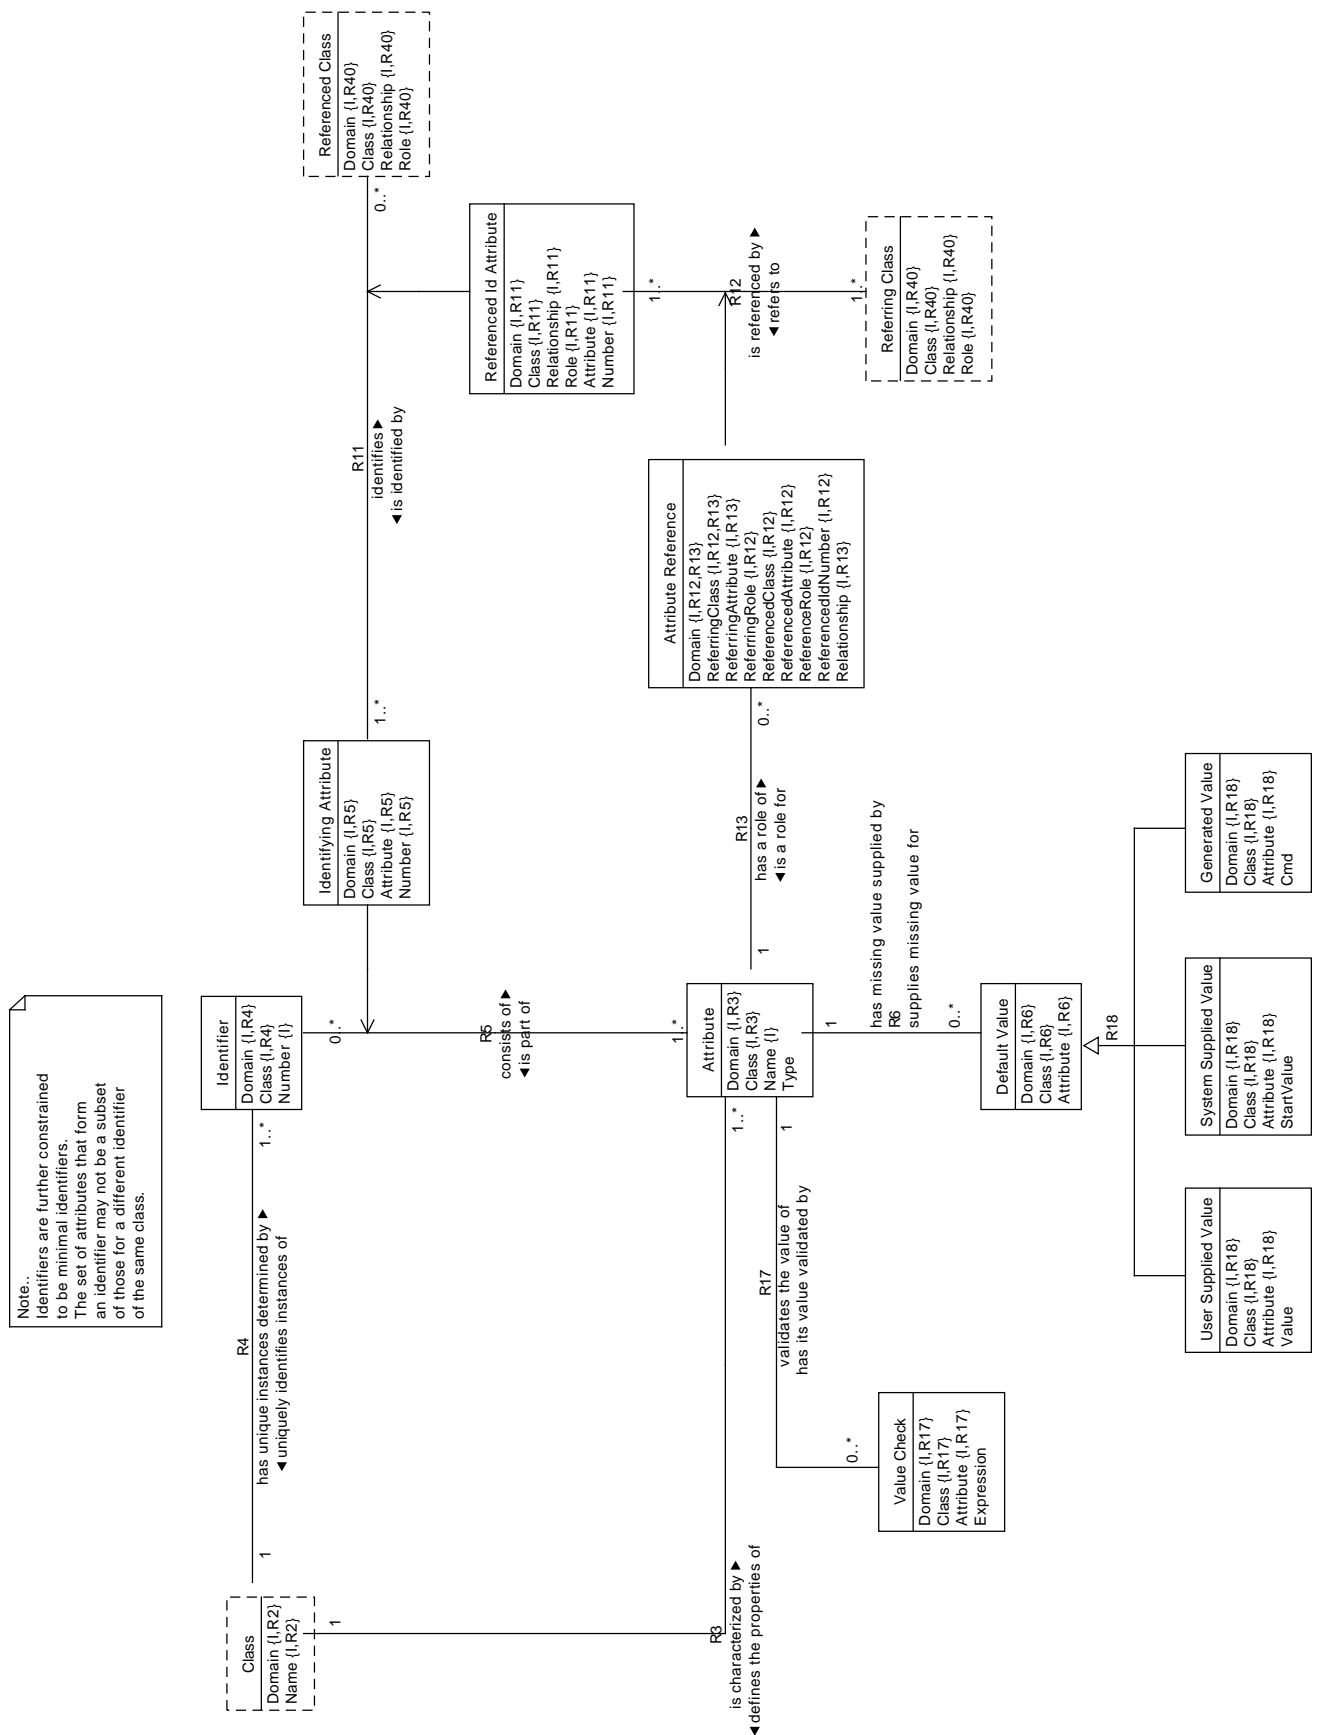 Note..
Identifiers are further constrained
to be minimal identifiers.
The set of attributes that form
an identifier may not be a subset
of those for a different identifier
of the same class.
Class
Domain {I,R2}
Name {I,R2}
1
R4
has unique instances determined by ▶
◀ uniquely identifies instances of
1..*
Identifier
Domain {I,R4}
Class {I,R4}
Number {I}
0..*
Identifying Attribute
Domain {I,R5}
Class {I,R5}
Attribute {I,R5}
Number {I,R5}
1..*
R11
identifies ▶
◀ is identified by
0..*
Referenced Class
Domain {I,R40}
Class {I,R40}
Relationship {I,R40}
Role {I,R40}
Referenced Id Attribute
Domain {I,R11}
Class {I,R11}
Relationship {I,R11}
Role {I,R11}
Attribute {I,R11}
Number {I,R11}
1..*
R12
is referenced by ▶
◀ refers to
1..*
Referring Class
Domain {I,R40}
Class {I,R40}
Relationship {I,R40}
Role {I,R40}
R5
consists of ▶
◀ is part of
1..*
1
R3
is characterized by ▶
◀ defines the properties of
1..*
Attribute
Domain {I,R3}
Class {I,R3}
Name {I}
Type
1
R13
has a role of ▶
◀ is a role for
0..*
Attribute Reference
Domain {I,R12,R13}
ReferringClass {I,R12,R13}
ReferringAttribute {I,R13}
ReferringRole {I,R12}
ReferencedClass {I,R12}
ReferencedAttribute {I,R12}
ReferenceRole {I,R12}
ReferencedIdNumber {I,R12}
Relationship {I,R13}
1
R17
validates the value of
has its value validated by
0..*
Value Check
Domain {I,R17}
Class {I,R17}
Attribute {I,R17}
Expression
1
has missing value supplied by
R6
supplies missing value for
0..*
Default Value
Domain {I,R6}
Class {I,R6}
Attribute {I,R6}
R18
User Supplied Value
Domain {I,R18}
Class {I,R18}
Attribute {I,R18}
Value
System Supplied Value
Domain {I,R18}
Class {I,R18}
Attribute {I,R18}
StartValue
Generated Value
Domain {I,R18}
Class {I,R18}
Attribute {I,R18}
Cmd